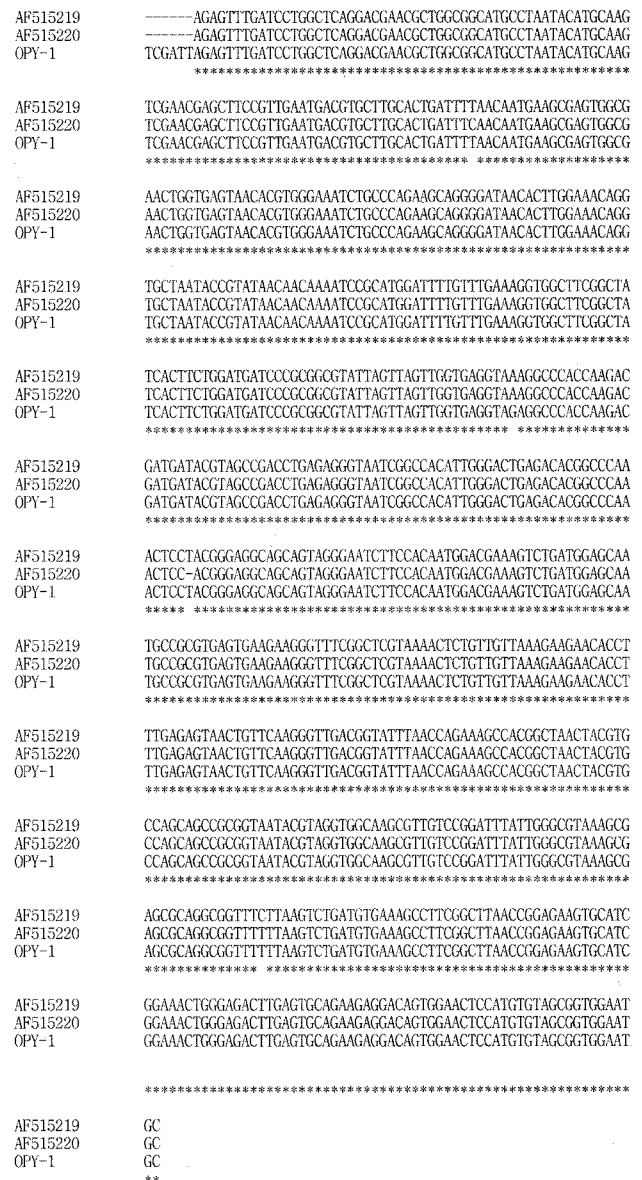 AF515219 ------AGAGTTTGATCCTGGCTCAGGACGAACGCTGGCGGCATGCCTAATACATGCAAG
AF515220 ------AGAGTTTGATCCTGGCTCAGGACGAACGCTGGCGGCATGCCTAATACATGCAAG
OPY-1 TCGATTAGAGTTTGATCCTGGCTCAGGACGAACGCTGGCGGCATGCCTAATACATGCAAG
******************************************************
AF515219 TCGAACGAGCTTCCGTTGAATGACGTGCTTGCACTGATTTTAACAATGAAGCGAGTGGCG
AF515220 TCGAACGAGCTTCCGTTGAATGACGTGCTTGCACTGATTTCAACAATGAAGCGAGTGGCG
OPY-1 TCGAACGAGCTTCCGTTGAATGACGTGCTTGCACTGATTTTAACAATGAAGCGAGTGGCG
**************************************** *******************
AF515219 AACTGGTGAGTAACACGTGGGAAATCTGCCCAGAAGCAGGGGATAACACTTGGAAACAGG
AF515220 AACTGGTGAGTAACACGTGGGAAATCTGCCCAGAAGCAGGGGATAACACTTGGAAACAGG
OPY-1 AACTGGTGAGTAACACGTGGGAAATCTGCCCAGAAGCAGGGGATAACACTTGGAAACAGG
************************************************************
AF515219 TGCTAATACCGTATAACAACAAAATCCGCATGGATTTTGTTTGAAAGGTGGCTTCGGCTA
AF515220 TGCTAATACCGTATAACAACAAAATCCGCATGGATTTTGTTTGAAAGGTGGCTTCGGCTA
OPY-1 TGCTAATACCGTATAACAACAAAATCCGCATGGATTTTGTTTGAAAGGTGGCTTCGGCTA
************************************************************
AF515219 TCACTTCTGGATGATCCCGCGGCGTATTAGTTAGTTGGTGAGGTAAAGGCCCACCAAGAC
AF515220 TCACTTCTGGATGATCCCGCGGCGTATTAGTTAGTTGGTGAGGTAAAGGCCCACCAAGAC
OPY-1 TCACTTCTGGATGATCCCGCGGCGTATTAGTTAGTTGGTGAGGTAGAGGCCCACCAAGAC
********************************************* **************
AF515219 GATGATACGTAGCCGACCTGAGAGGGTAATCGGCCACATTGGGACTGAGACACGGCCCAA
AF515220 GATGATACGTAGCCGACCTGAGAGGGTAATCGGCCACATTGGGACTGAGACACGGCCCAA
OPY-1 GATGATACGTAGCCGACCTGAGAGGGTAATCGGCCACATTGGGACTGAGACACGGCCCAA
************************************************************
AF515219 ACTCCTACGGGAGGCAGCAGTAGGGAATCTTCCACAATGGACGAAAGTCTGATGGAGCAA
AF515220 ACTCC-ACGGGAGGCAGCAGTAGGGAATCTTCCACAATGGACGAAAGTCTGATGGAGCAA
OPY-1 ACTCCTACGGGAGGCAGCAGTAGGGAATCTTCCACAATGGACGAAAGTCTGATGGAGCAA
***** ******************************************************
AF515219 TGCCGCGTGAGTGAAGAAGGGTTTCGGCTCGTAAAACTCTGTTGTTAAAGAAGAACACCT
AF515220 TGCCGCGTGAGTGAAGAAGGGTTTCGGCTCGTAAAACTCTGTTGTTAAAGAAGAACACCT
OPY-1 TGCCGCGTGAGTGAAGAAGGGTTTCGGCTCGTAAAACTCTGTTGTTAAAGAAGAACACCT
************************************************************
AF515219 TTGAGAGTAACTGTTCAAGGGTTGACGGTATTTAACCAGAAAGCCACGGCTAACTACGTG
AF515220 TTGAGAGTAACTGTTCAAGGGTTGACGGTATTTAACCAGAAAGCCACGGCTAACTACGTG
OPY-1 TTGAGAGTAACTGTTCAAGGGTTGACGGTATTTAACCAGAAAGCCACGGCTAACTACGTG
************************************************************
AF515219 CCAGCAGCCGCGGTAATACGTAGGTGGCAAGCGTTGTCCGGATTTATTGGGCGTAAAGCG
AF515220 CCAGCAGCCGCGGTAATACGTAGGTGGCAAGCGTTGTCCGGATTTATTGGGCGTAAAGCG
OPY-1 CCAGCAGCCGCGGTAATACGTAGGTGGCAAGCGTTGTCCGGATTTATTGGGCGTAAAGCG
************************************************************
AF515219 AGCGCAGGCGGTTTCTTAAGTCTGATGTGAAAGCCTTCGGCTTAACCGGAGAAGTGCATC
AF515220 AGCGCAGGCGGTTTTTTAAGTCTGATGTGAAAGCCTTCGGCTTAACCGGAGAAGTGCATC
OPY-1 AGCGCAGGCGGTTTTTTAAGTCTGATGTGAAAGCCTTCGGCTTAACCGGAGAAGTGCATC
************** *********************************************
AF515219 GGAAACTGGGAGACTTGAGTGCAGAAGAGGACAGTGGAACTCCATGTGTAGCGGTGGAAT
AF515220 GGAAACTGGGAGACTTGAGTGCAGAAGAGGACAGTGGAACTCCATGTGTAGCGGTGGAAT
OPY-1 GGAAACTGGGAGACTTGAGTGCAGAAGAGGACAGTGGAACTCCATGTGTAGCGGTGGAAT
************************************************************
AF515219 GC
AF515220 GC
OPY-1 GC
**